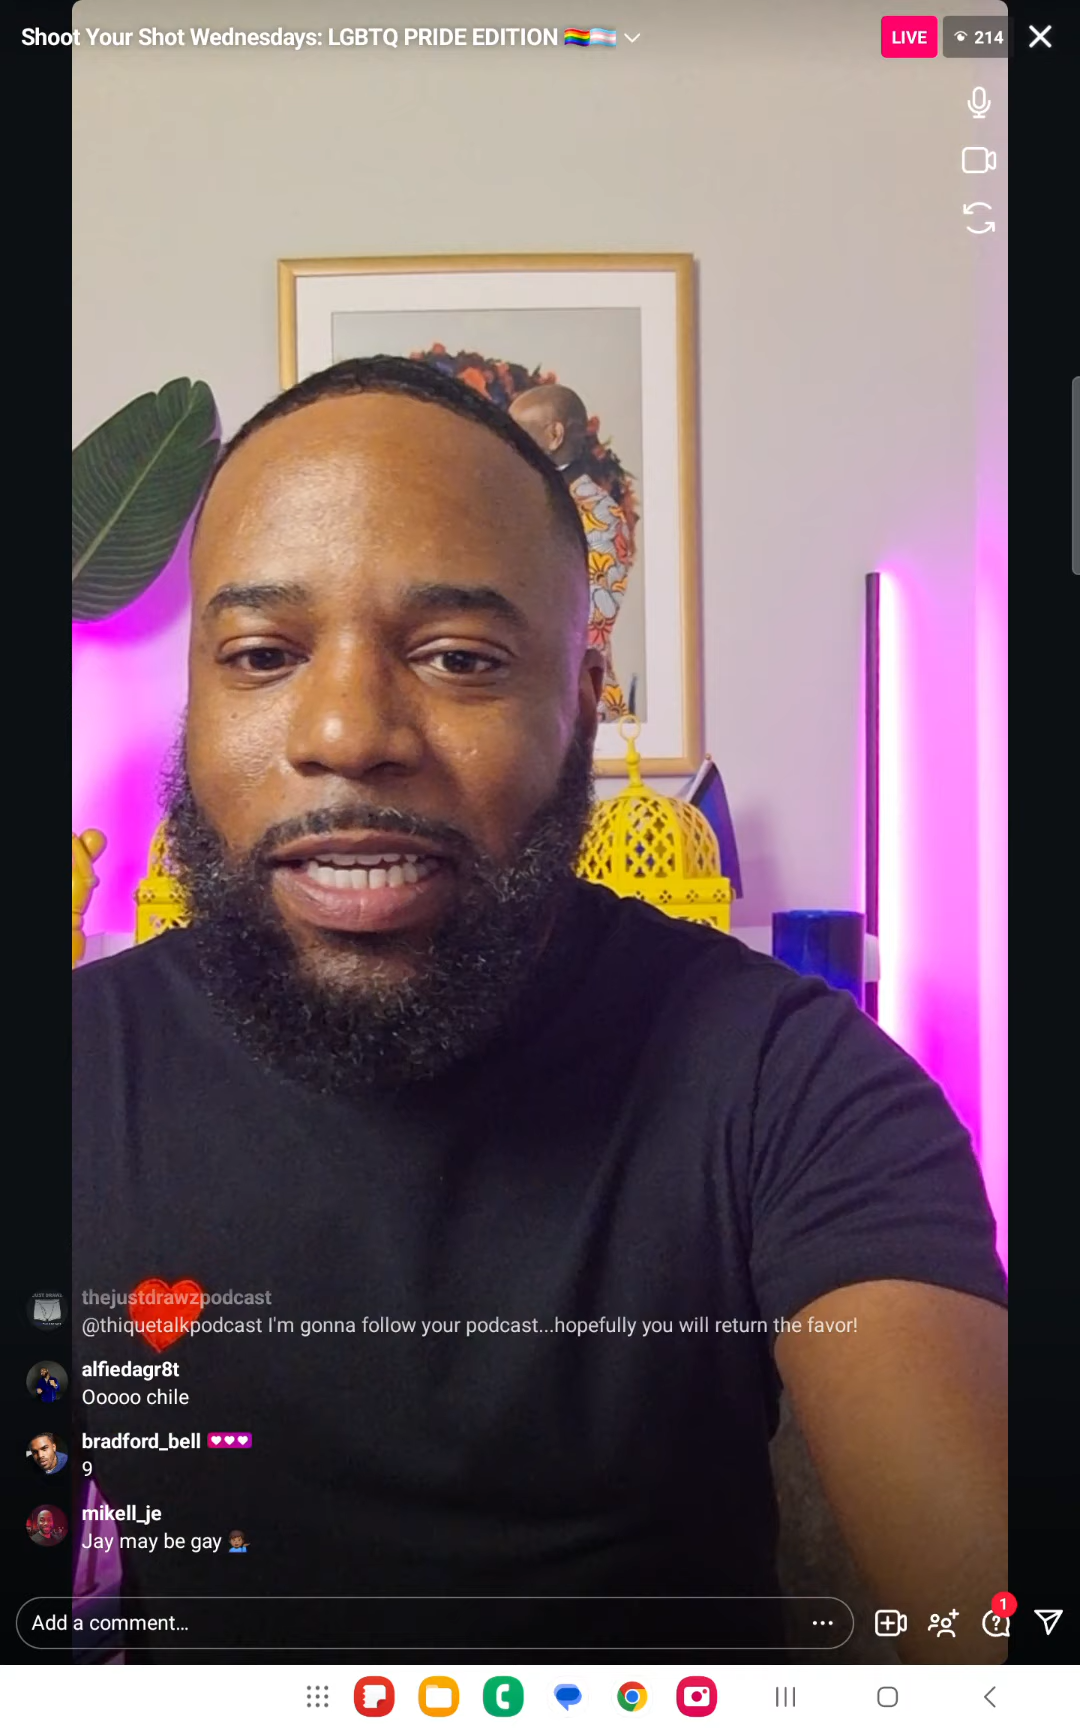 Shoot Your Shot Wednesdays: LGBTQ PRIDE EDITION 🏳️‍🌈🏳️‍⚧️
LIVE
214
thejustdrawzpodcast
@thiquetalkpodcast I'm gonna follow your podcast...hopefully you will return the favor!
alfiedagr8t
Ooooo chile
bradford_bell
9
mikell_je
Jay may be gay 💁🏾‍♂️
Add a comment...
1